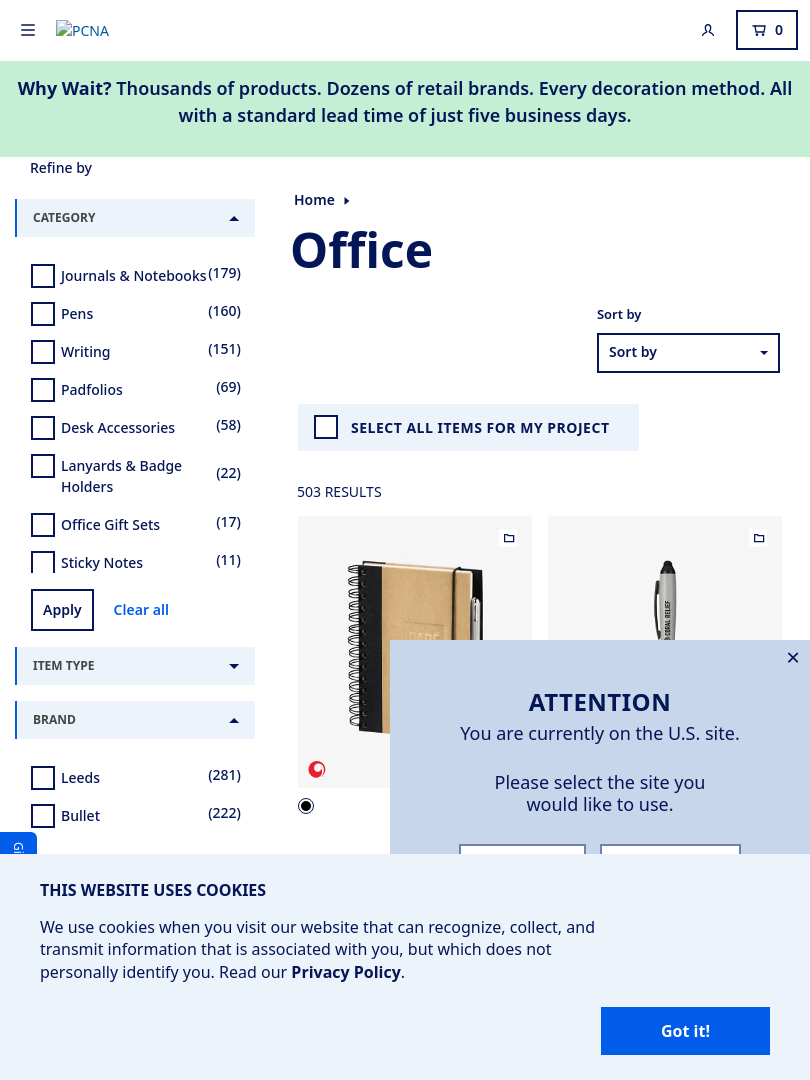 PCNA
0
Why Wait? Thousands of products. Dozens of retail brands. Every decoration method. All
with a standard lead time of just five business days.
Refine by
CATEGORY
Journals & Notebooks (179)
Pens (160)
Writing (151)
Padfolios (69)
Desk Accessories (58)
Lanyards & Badge
Holders (22)
Office Gift Sets (17)
Sticky Notes (11)
Apply Clear all
ITEM TYPE
BRAND
Leeds (281)
Bullet (222)
Home
Office
Sort by
Sort by
SELECT ALL ITEMS FOR MY PROJECT
503 RESULTS
CORAL RELIEF
ATTENTION
You are currently on the U.S. site.
Please select the site you
would like to use.
THIS WEBSITE USES COOKIES
We use cookies when you visit our website that can recognize, collect, and
transmit information that is associated with you, but which does not
personally identify you. Read our Privacy Policy.
Got it!